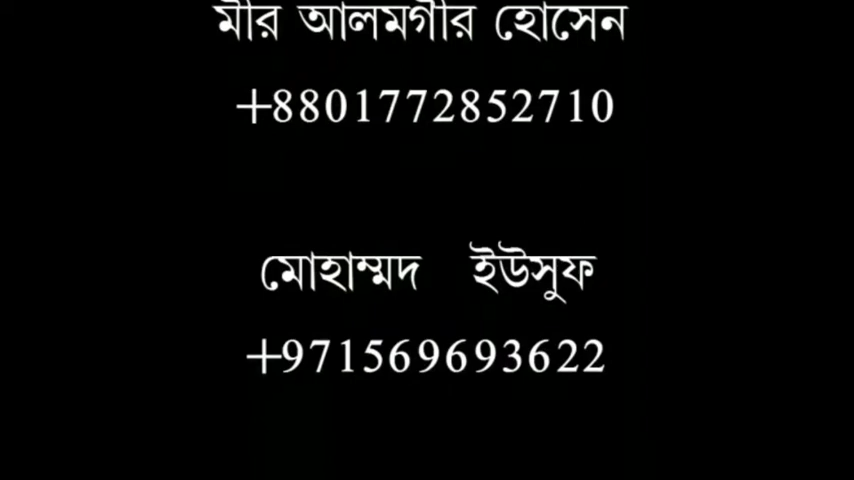 মীর আলমগীর হোসেন
+8801772852710
মোহাম্মদ ইউসুফ
+971569693622